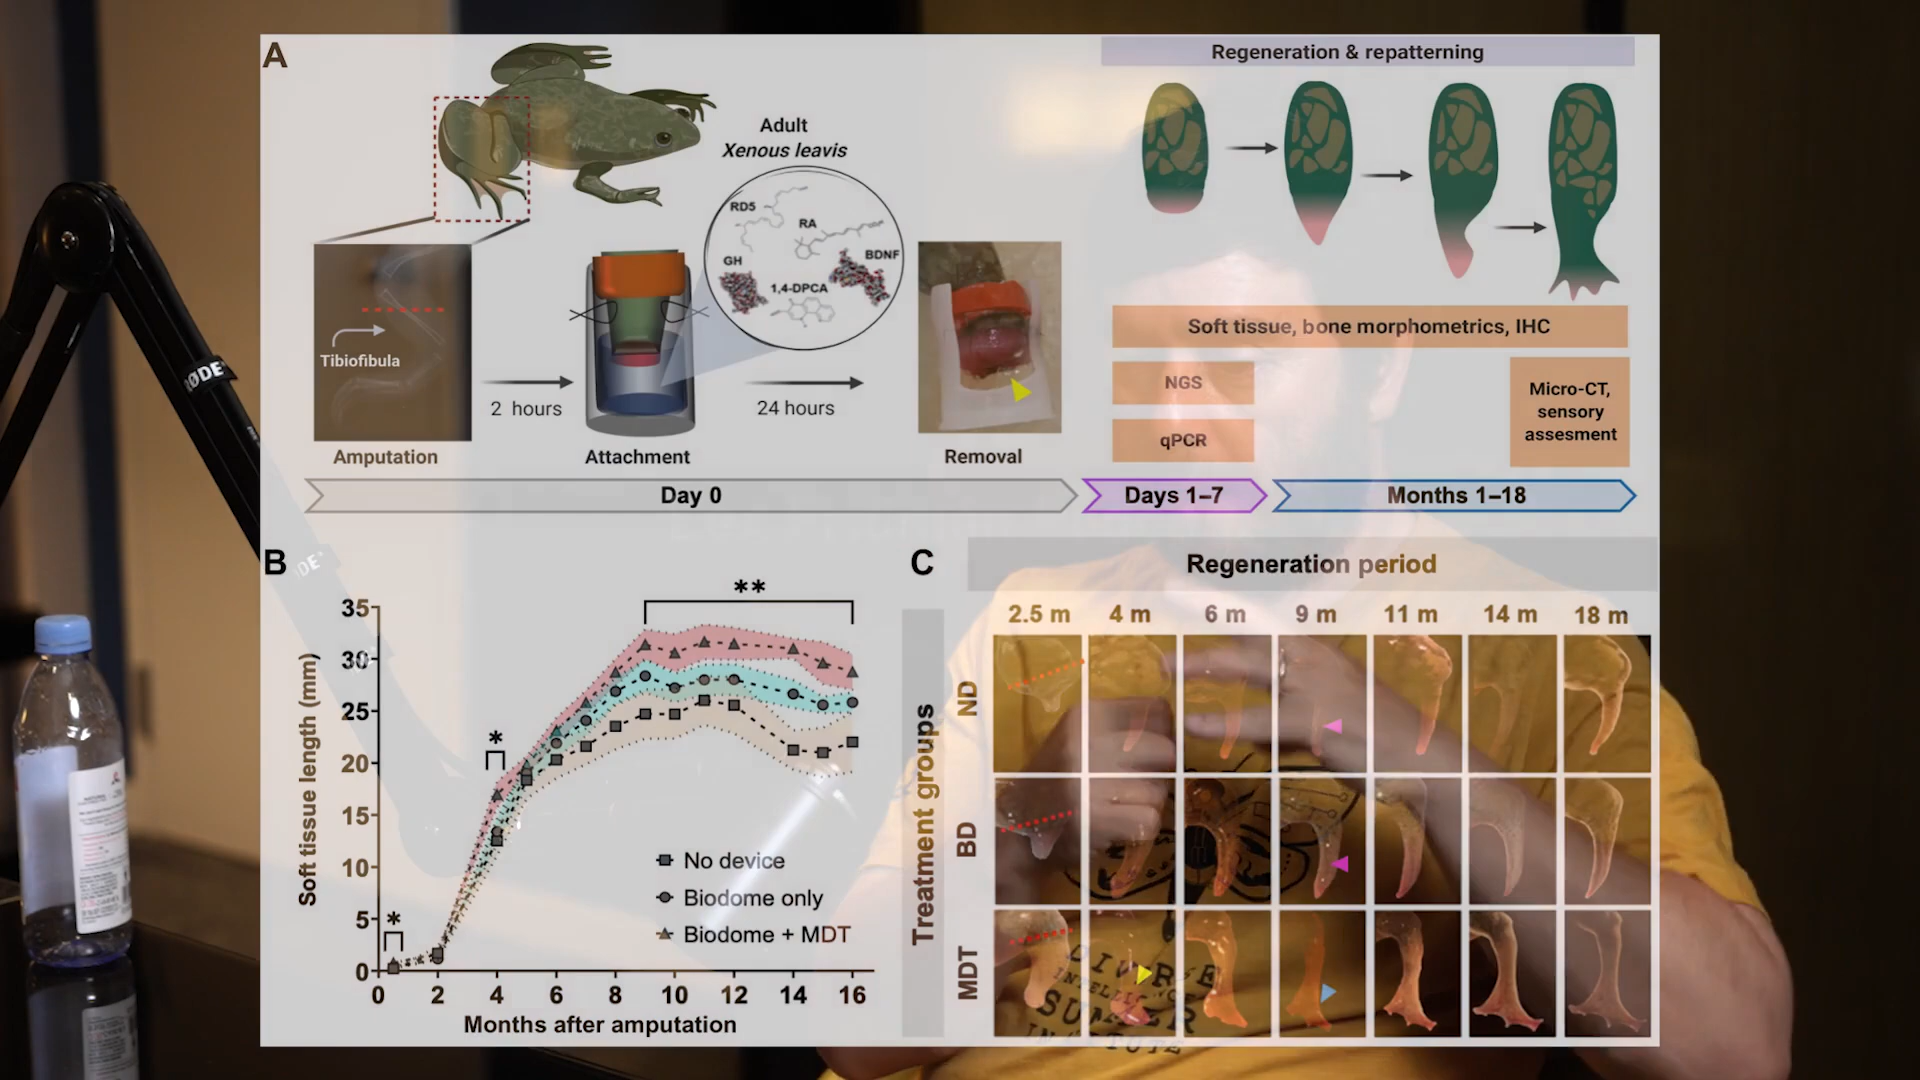 A
Adult
Xenous leavis
RD5
RA
GH
BDNF
1,4-DPCA
Tibiofibula
2 hours
24 hours
Amputation
Attachment
Removal
Regeneration & repatterning
Soft tissue, bone morphometrics, IHC
NGS
qPCR
Micro-CT,
sensory
assesment
Day 0
Days 1–7
Months 1–18
B
Soft tissue length (mm)
35
30
25
20
15
10
5
0
*
*
**
No device
Biodome only
Biodome + MDT
0 2 4 6 8 10 12 14 16
Months after amputation
C
Regeneration period
2.5 m 4 m 6 m 9 m 11 m 14 m 18 m
Treatment groups
ND
BD
MDT
RØDE